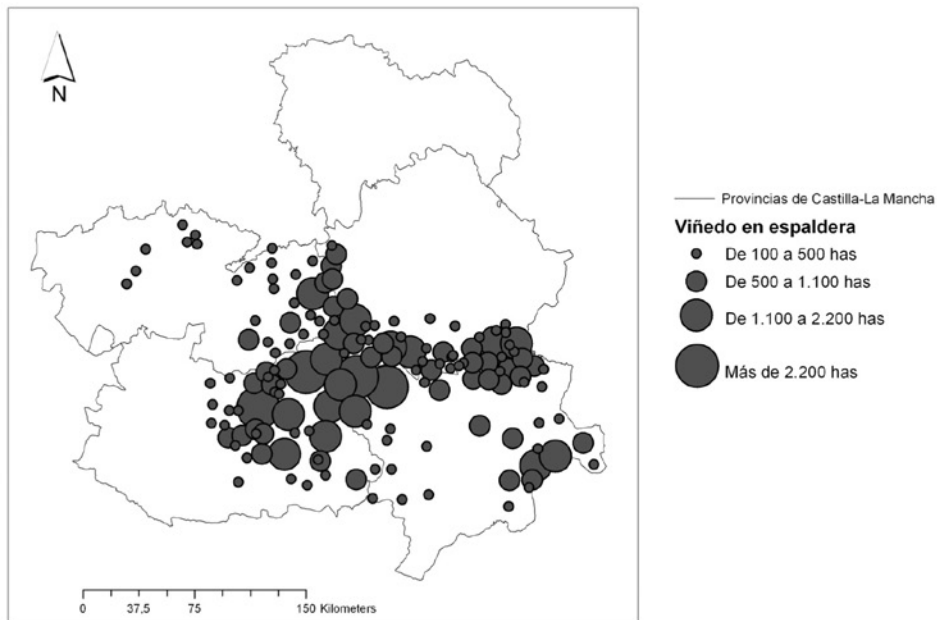 N
Provincias de Castilla-La Mancha
Viñedo en espaldera
De 100 a 500 has
De 500 a 1.100 has
De 1.100 a 2.200 has
Más de 2.200 has
0 37,5 75 150 Kilometers